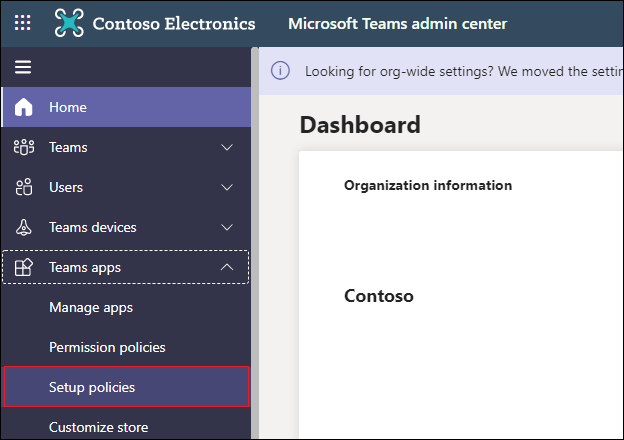 Contoso Electronics Microsoft Teams admin center
Looking for org-wide settings? We moved the
Home
Dashboard
Teams
Organization information
Users
Teams devices
Teams apps
Contoso
Manage apps
Permission policies
Setup policies
Customize store